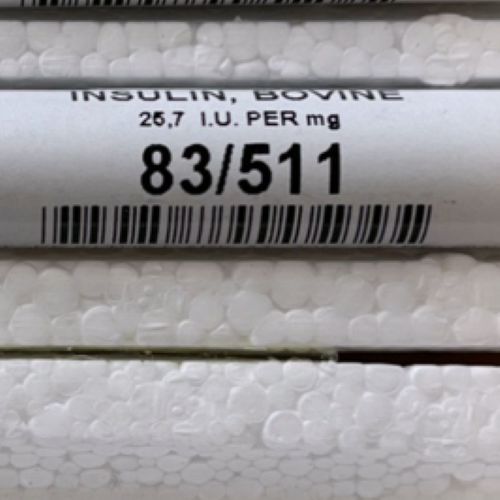 INSULIN, BOVINE
25,7 I.U. PER mg
83/511